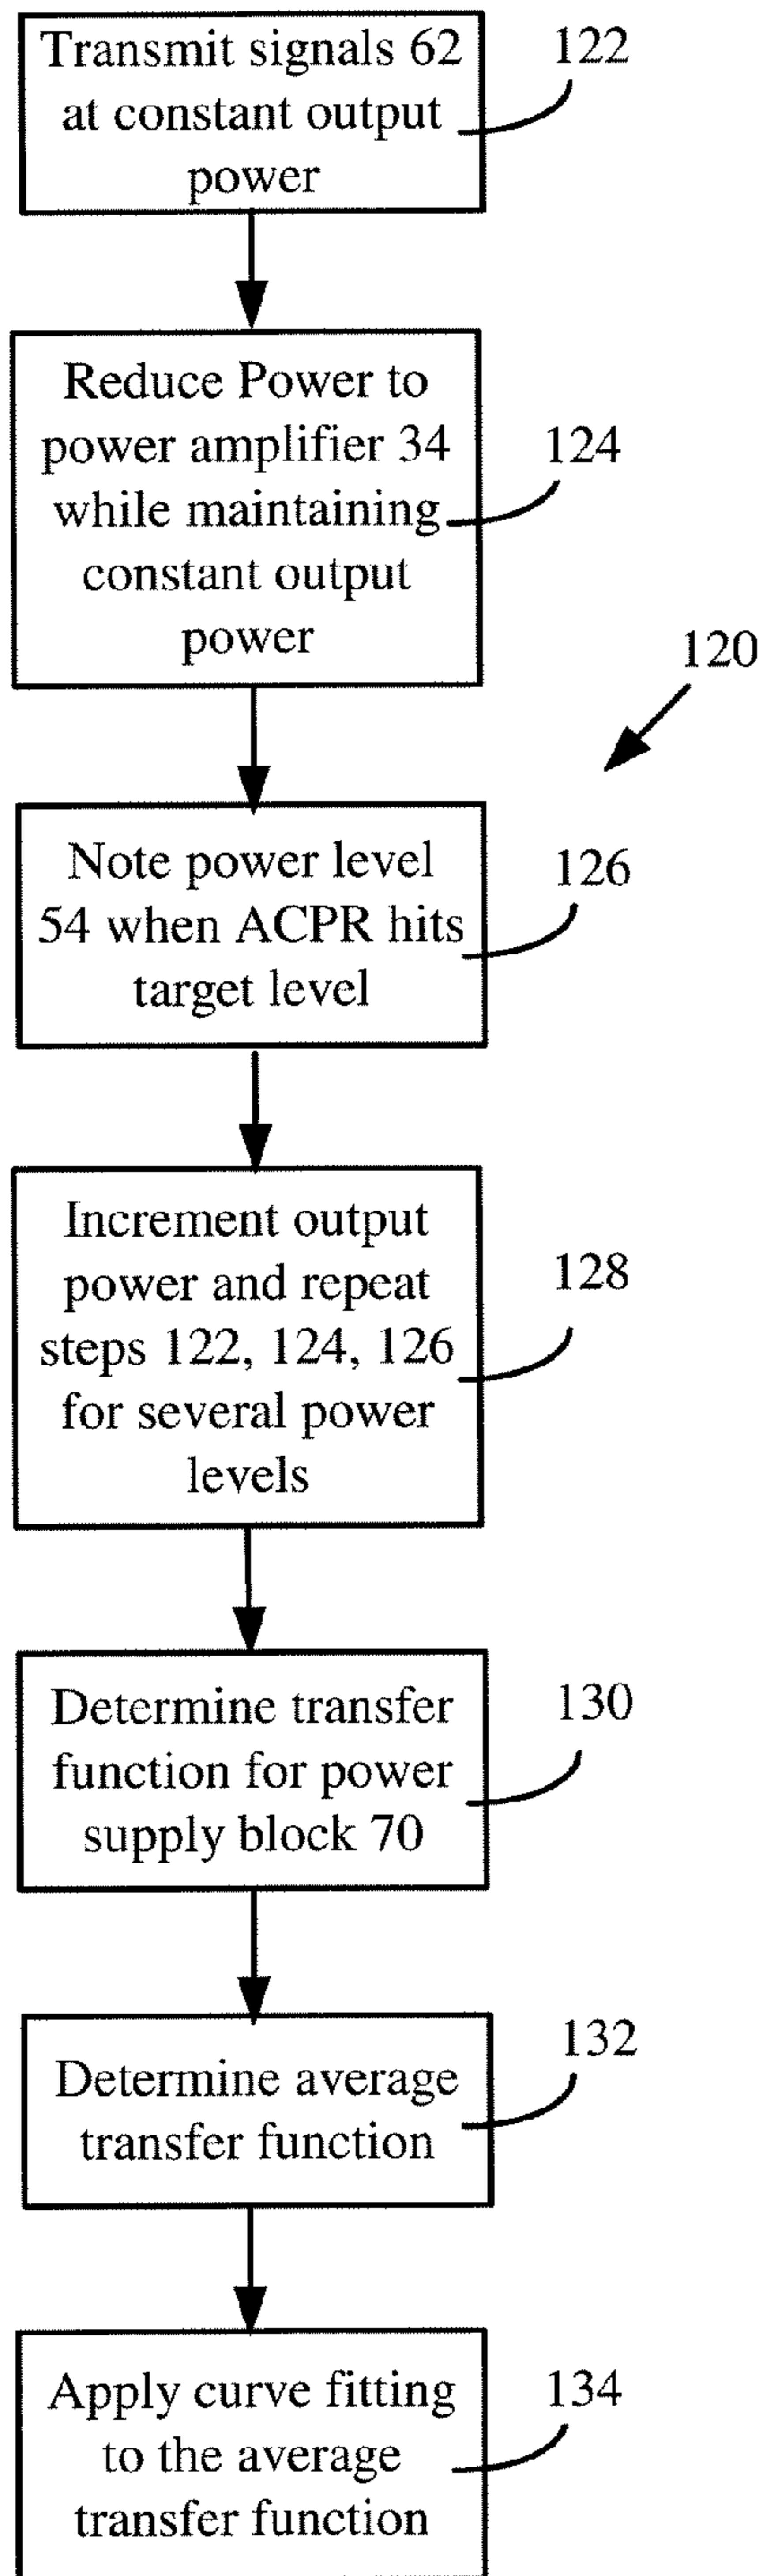 Transmit signals 62
at constant output
power
122
Reduce Power to
power amplifier 34
while maintaining
constant output
power
124
120
Note power level
54 when ACPR hits
target level
126
Increment output
power and repeat
steps 122, 124, 126
for several power
levels
128
Determine transfer
function for power
supply block 70
130
Determine average
transfer function
132
Apply curve fitting
to the average
transfer function
134